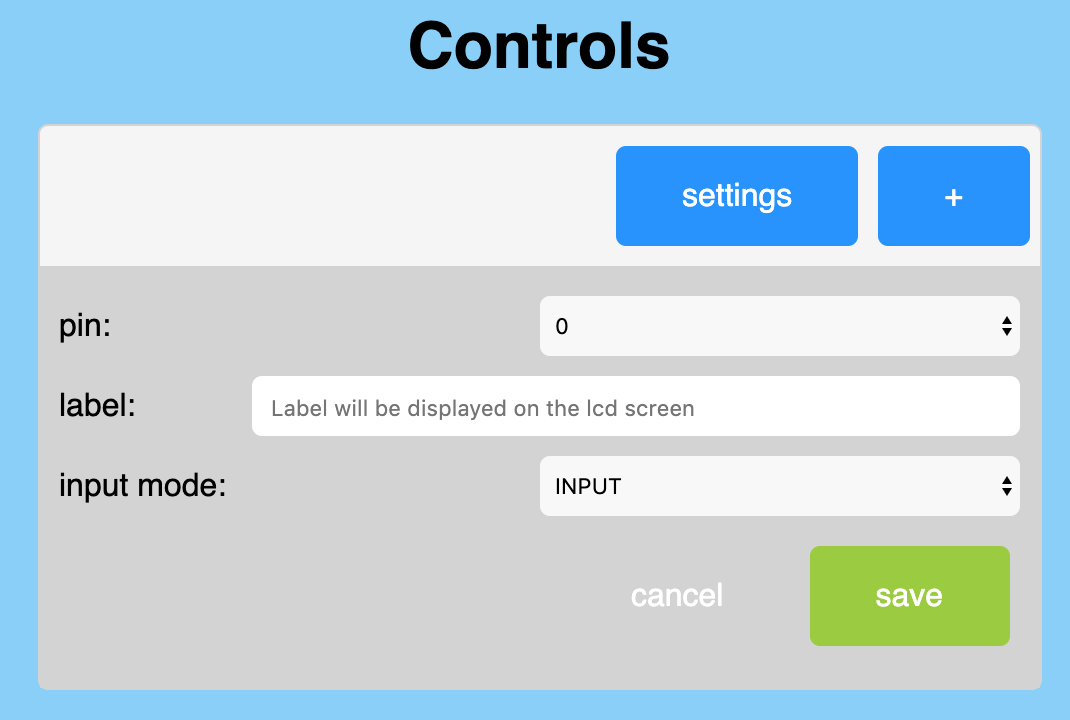 Controls
settings +
pin: 0
label: Label will be displayed on the lcd screen
input mode: INPUT
cancel save